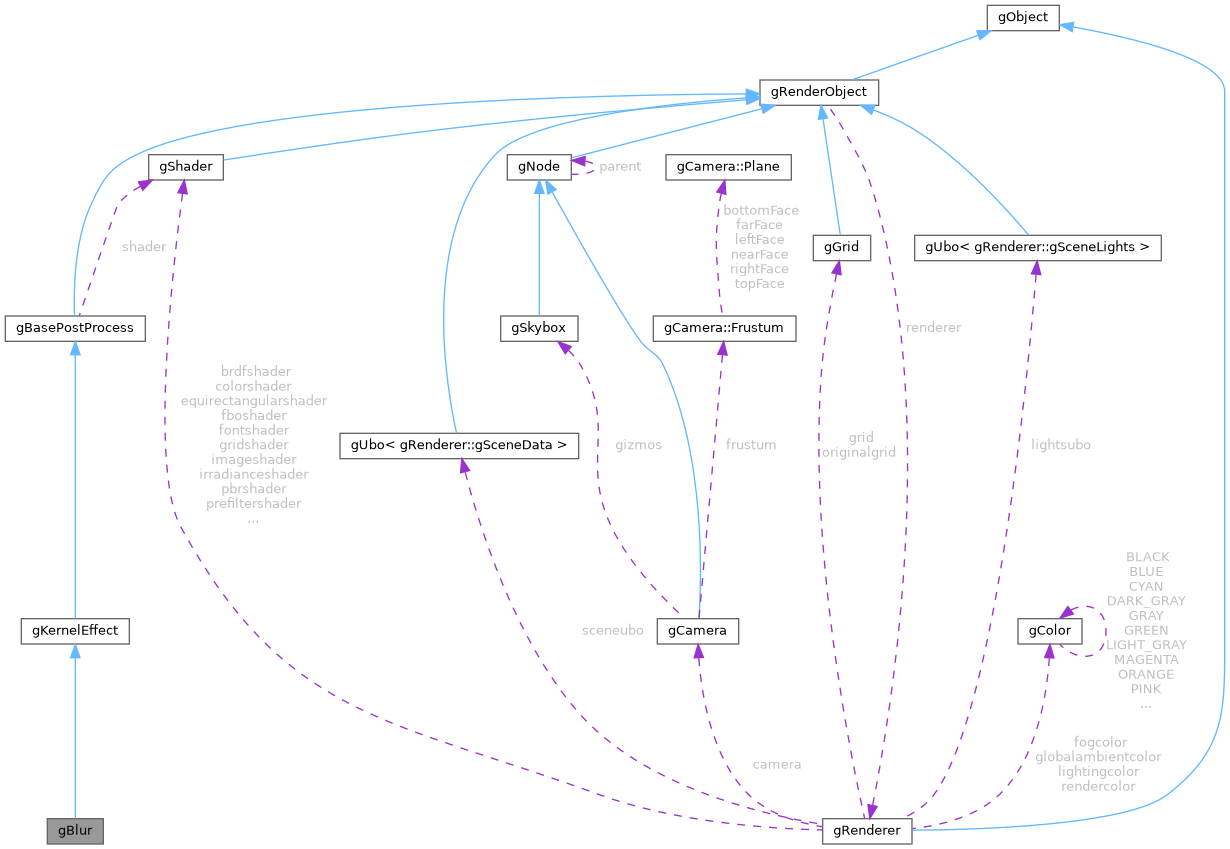 gObject
gRenderObject
gShader
gNode
parent
gCamera::Plane
bottomFace
farFace
leftFace
nearFace
rightFace
topFace
shader
gGrid
gUbo< gRenderer::gSceneLights >
gBasePostProcess
gSkybox
gCamera::Frustum
renderer
brdfshader
colorshader
equirectangularshader
fboshader
fontshader
gridshader
imageshader
irradianceshader
pbrshader
prefiltershader
...
gUbo< gRenderer::gSceneData >
gizmos
frustum
grid
originalgrid
lightsubo
BLACK
BLUE
CYAN
DARK_GRAY
GRAY
GREEN
LIGHT_GRAY
MAGENTA
ORANGE
PINK
...
gKernelEffect
sceneubo
gCamera
gColor
fogcolor
globalambientcolor
lightingcolor
rendercolor
camera
gBlur
gRenderer